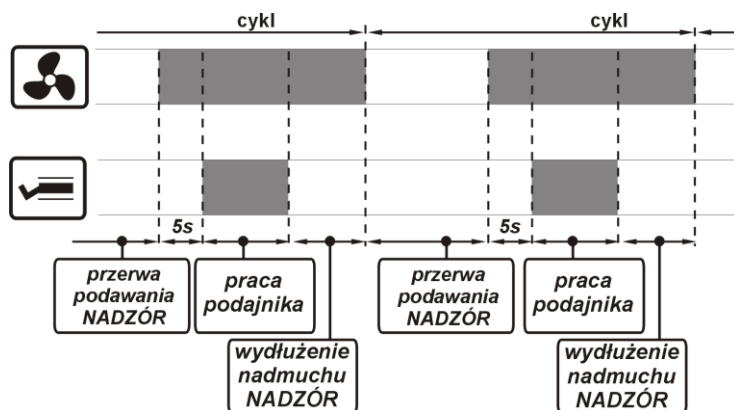 cykl
cykl
5s
5s
przerwa
podawania
NADZÓR
praca
podajnika
przerwa
podawania
NADZÓR
praca
podajnika
wydłużenie
nadmuchu
NADZÓR
wydłużenie
nadmuchu
NADZÓR